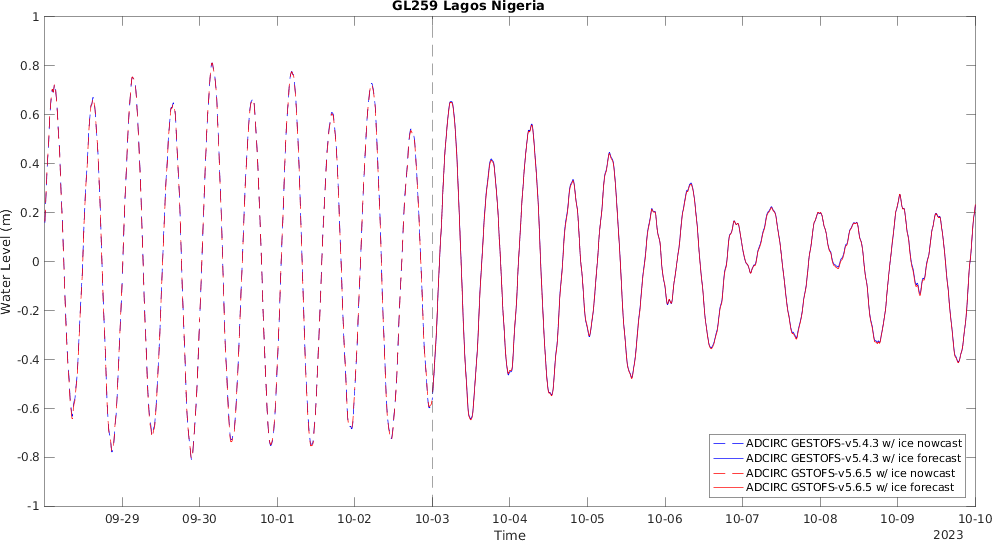 GL259 Lagos Nigeria
Water Level (m)
1
0.8
0.6
0.4
0.2
0
-0.2
-0.4
-0.6
-0.8
-1
ADCIRC GESTOFS-v5.4.3 w/ ice nowcast
ADCIRC GESTOFS-v5.4.3 w/ ice forecast
ADCIRC GSTOFS-v5.6.5 w/ ice nowcast
ADCIRC GSTOFS-v5.6.5 w/ ice forecast
09-29 09-30 10-01 10-02 10-03 10-04 10-05 10-06 10-07 10-08 10-09 10-10
Time
2023